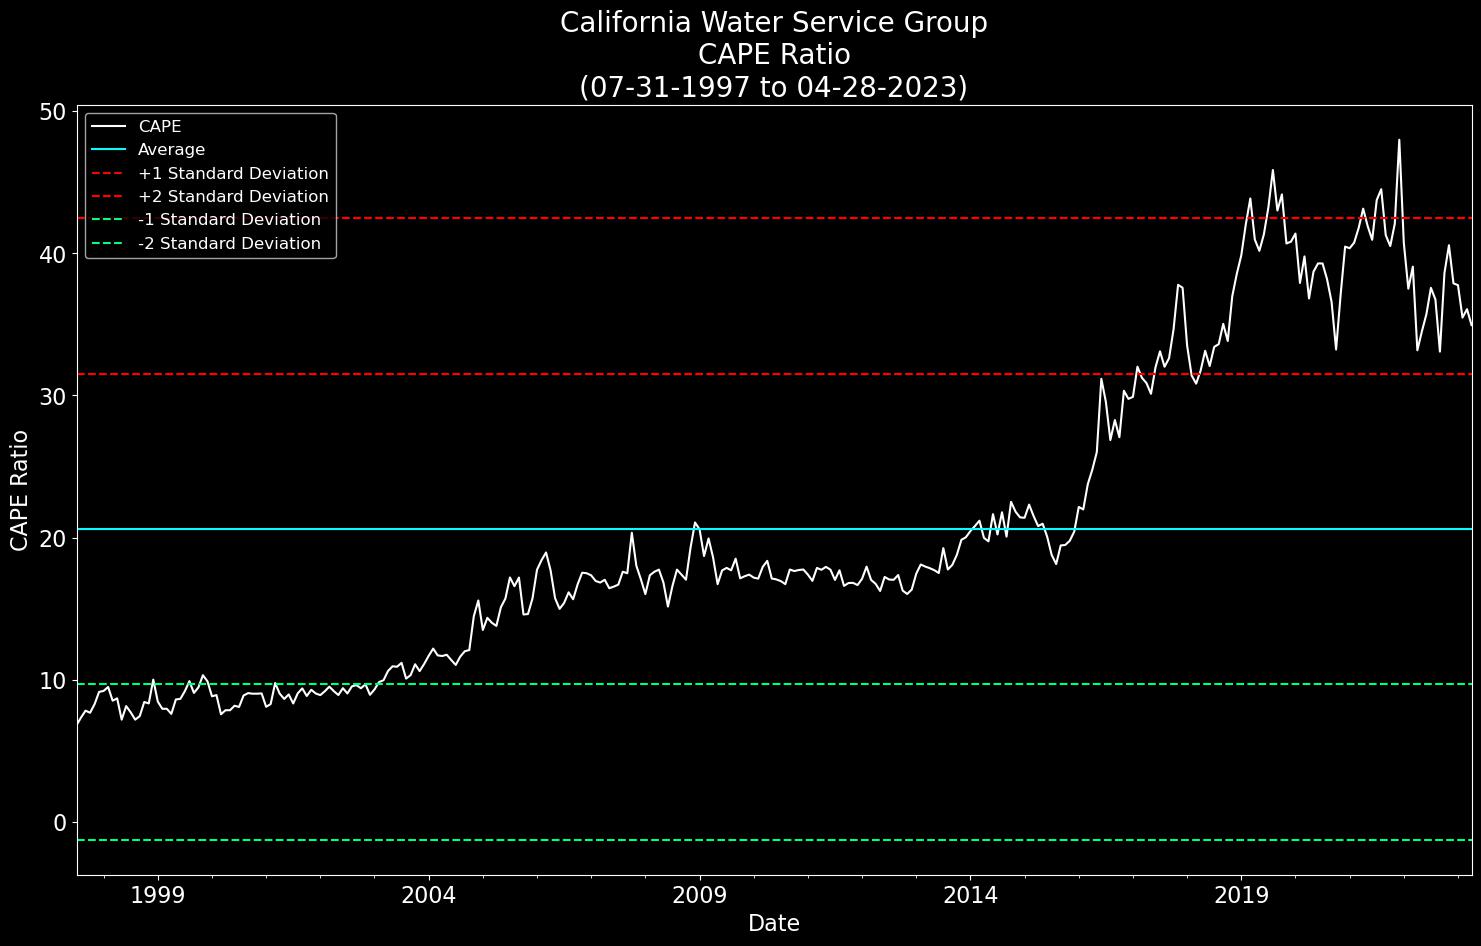 California Water Service Group
CAPE Ratio
(07-31-1997 to 04-28-2023)
50
CAPE
Average
+1 Standard Deviation
+2 Standard Deviation
-1 Standard Deviation
-2 Standard Deviation
40
30
CAPE Ratio
20
10
0
1999
2004
2009
2014
2019
Date